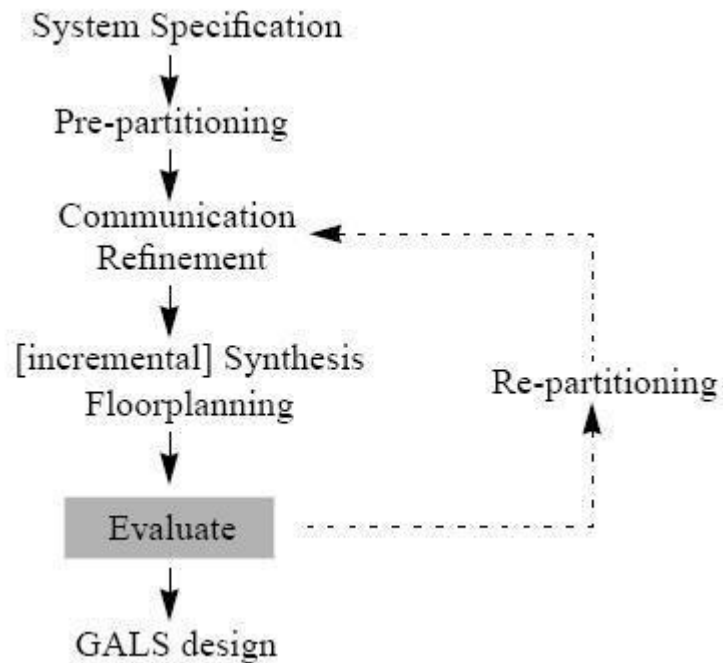 System Specification
Pre-partitioning
Communication
Refinement
[incremental] Synthesis
Floorplanning
Re-partitioning
Evaluate
GALS design